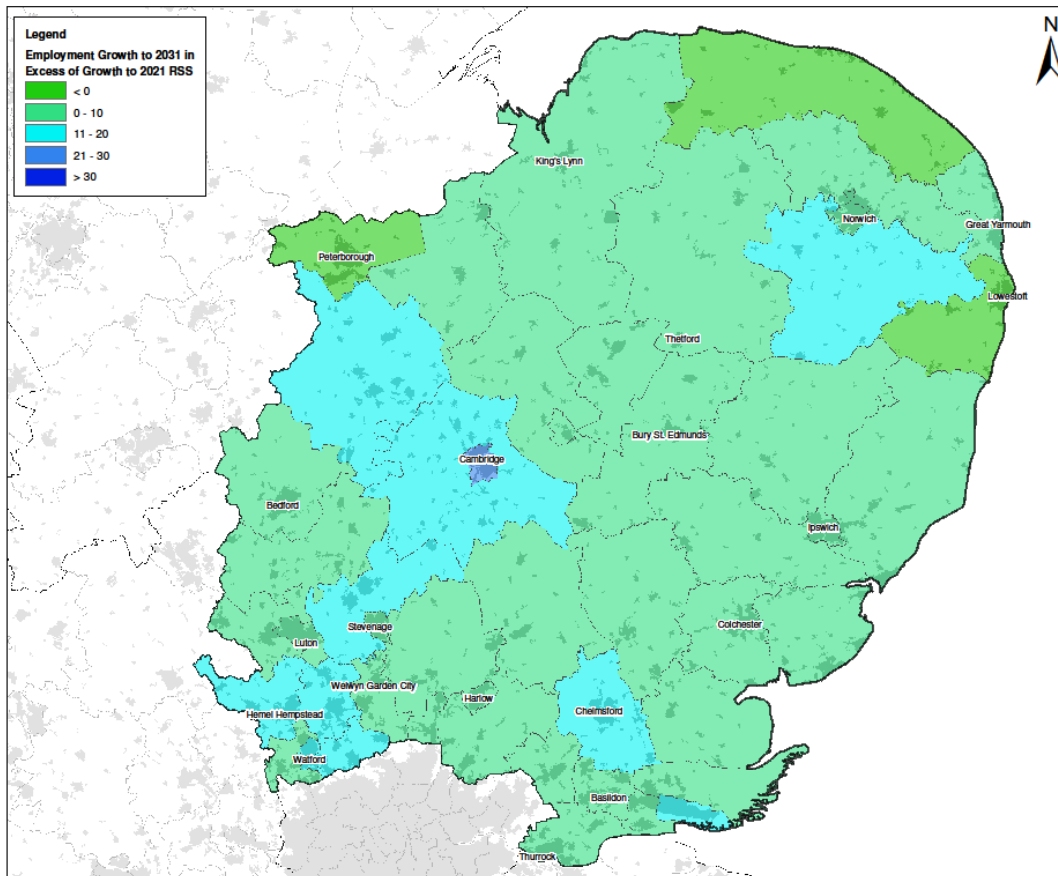 Legend
Employment Growth to 2031 in
Excess of Growth to 2021 RSS
< 0
0 - 10
11 - 20
21 - 30
> 30
N
King's Lynn
Norwich
Great Yarmouth
Peterborough
Lowestoft
Thetford
Bury St. Edmunds
Cambridge
Bedford
Ipswich
Stevenage
Colchester
Luton
Welwyn Garden City
Harlow
Hemel Hempstead
Chelmsford
Watford
Basildon
Thurrock